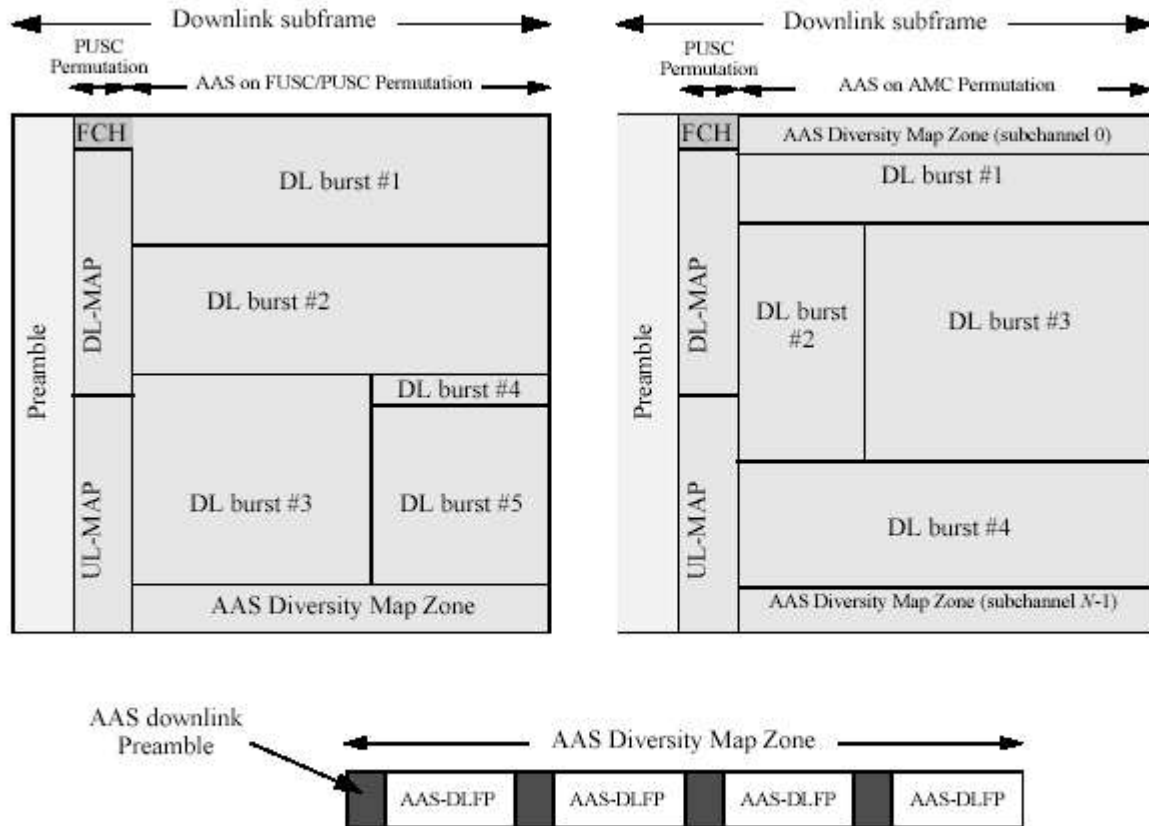 Downlink subframe
PUSC
Permutation
AAS on FUSC/PUSC Permutation
Preamble
FCH
DL-MAP
UL-MAP
DL burst #1
DL burst #2
DL burst #3
DL burst #4
DL burst #5
AAS Diversity Map Zone
Downlink subframe
PUSC
Permutation
AAS on AMC Permutation
Preamble
FCH
DL-MAP
UL-MAP
AAS Diversity Map Zone (subchannel 0)
DL burst #1
DL burst
#2
DL burst #3
DL burst #4
AAS Diversity Map Zone (subchannel N-1)
AAS downlink
Preamble
AAS Diversity Map Zone
AAS-DLFP
AAS-DLFP
AAS-DLFP
AAS-DLFP